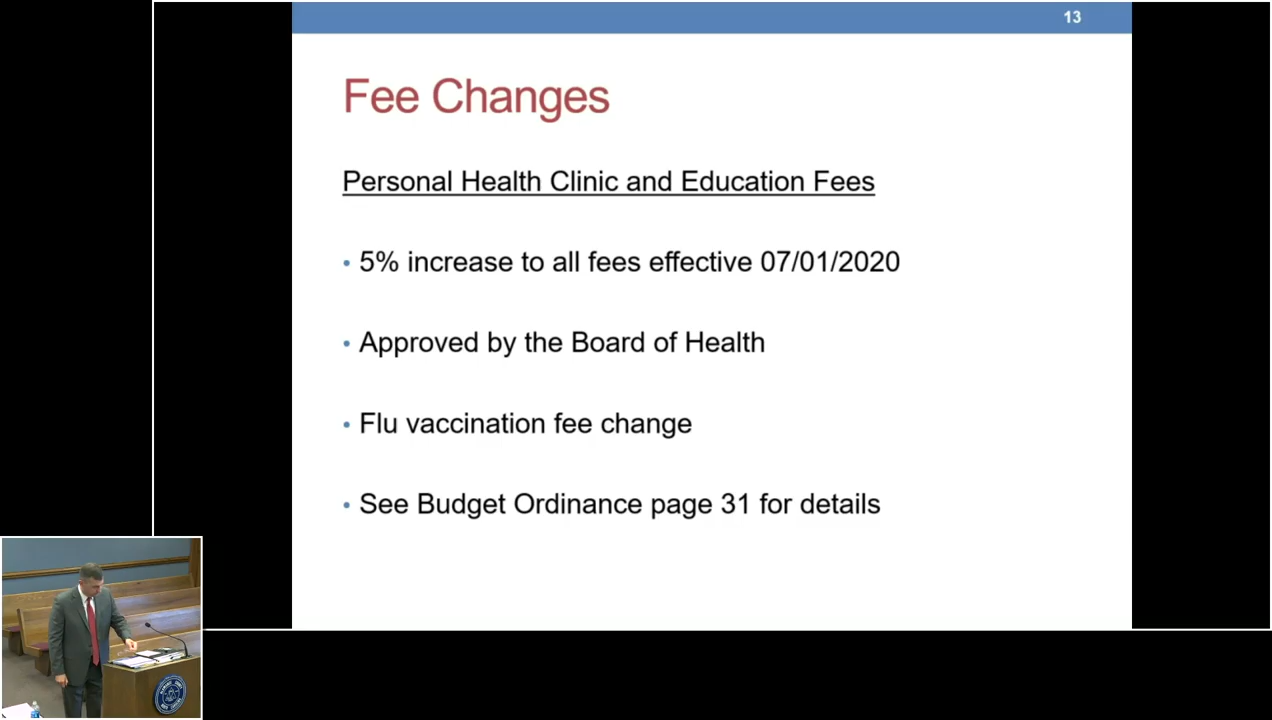 13
Fee Changes
Personal Health Clinic and Education Fees
• 5% increase to all fees effective 07/01/2020
• Approved by the Board of Health
• Flu vaccination fee change
• See Budget Ordinance page 31 for details